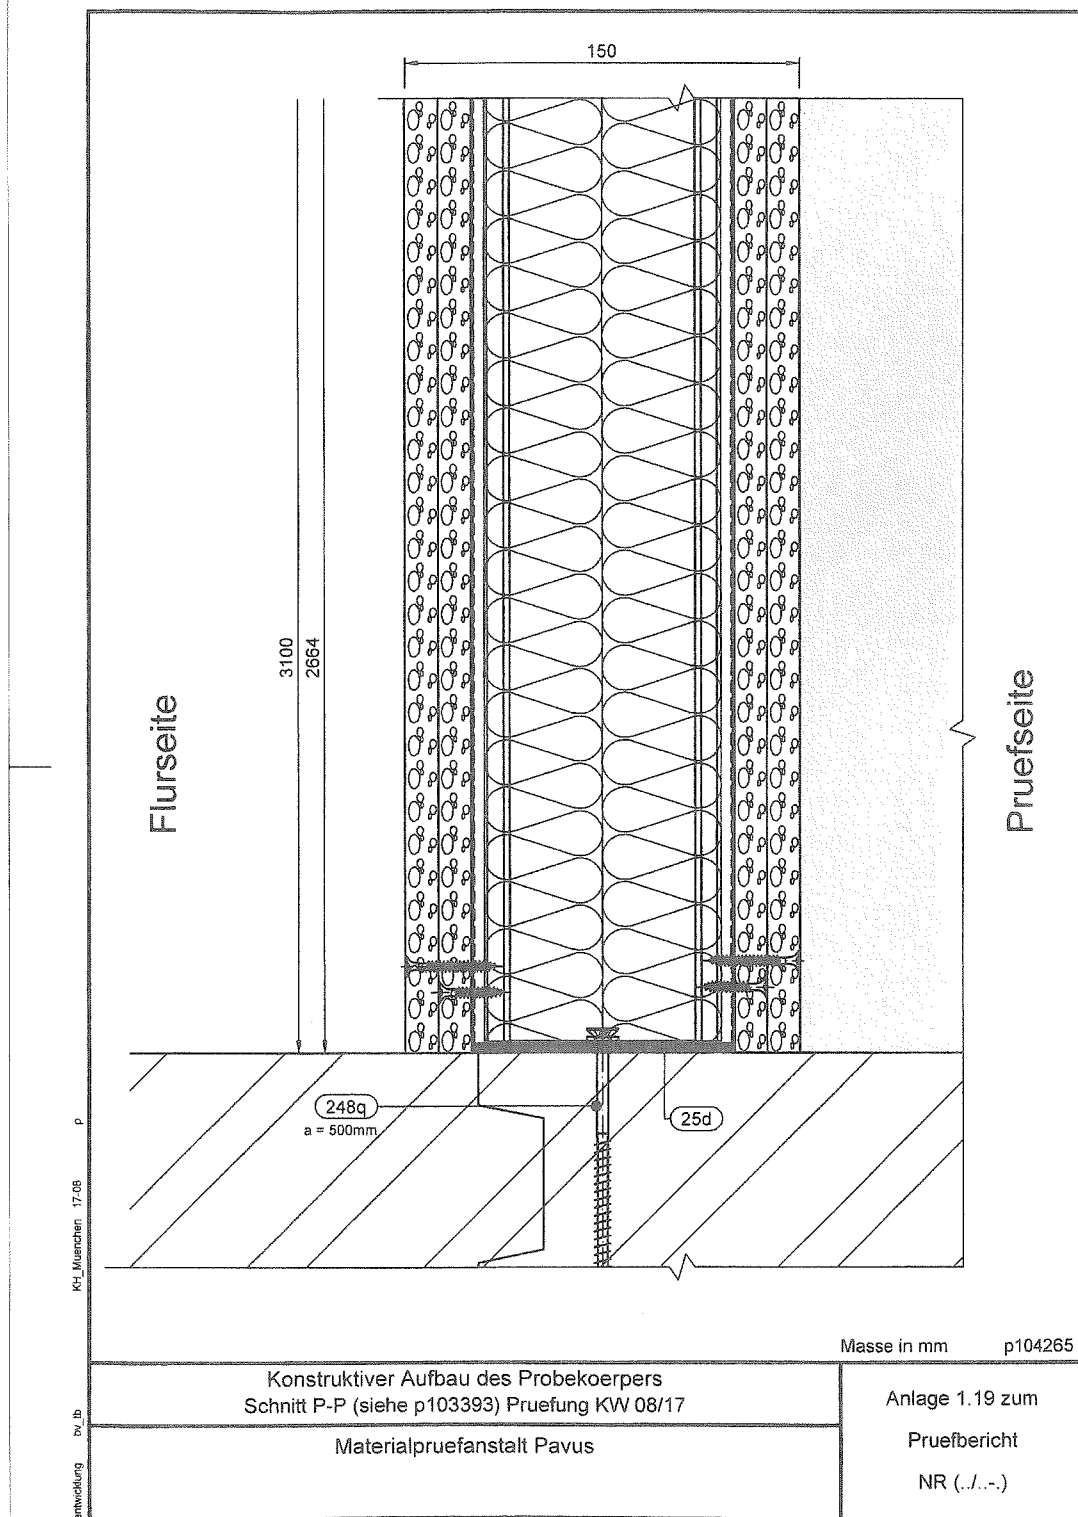 150
3100
2664
Flurseite
Pruefseite
248q
a = 500mm
25d
p
KH_Muenchen 17-08
Masse in mm p104265
Konstruktiver Aufbau des Probekoerpers
Schnitt P-P (siehe p103393) Pruefung KW 08/17
Materialpruefanstalt Pavus
Anlage 1.19 zum
Pruefbericht
NR (../..-.)
entwicklung bv_tb